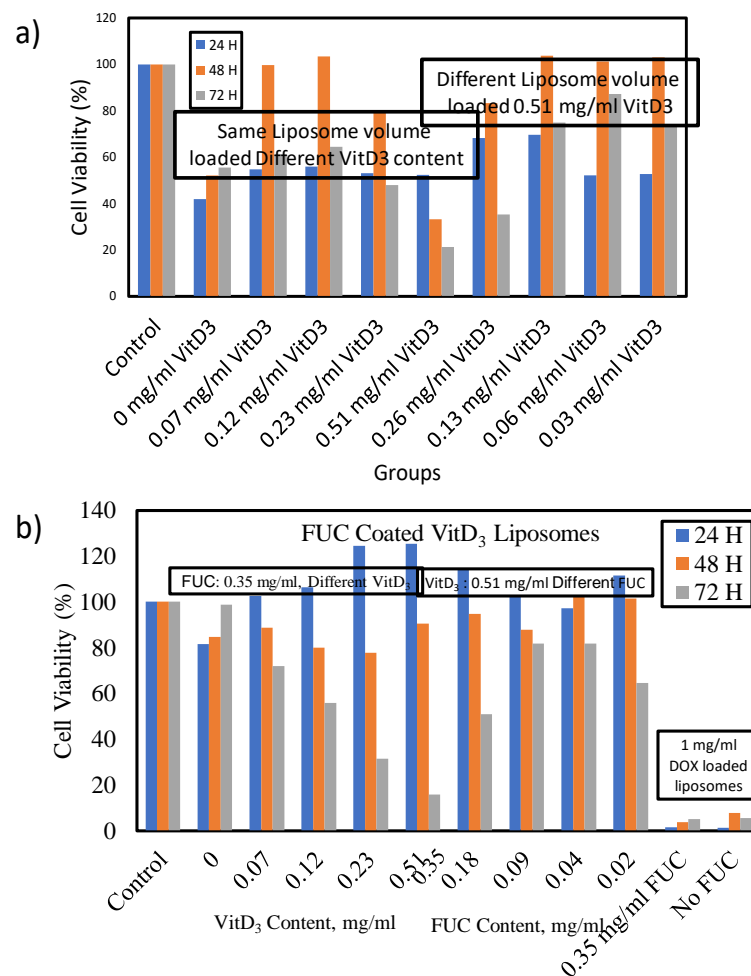 a)
120
100
80
60
40
20
0
Cell Viability (%)
24 H
48 H
72 H
Same Liposome volume
loaded Different VitD3 content
Different Liposome volume
loaded 0.51 mg/ml VitD3
Control
0 mg/ml VitD3
0.07 mg/ml VitD3
0.12 mg/ml VitD3
0.23 mg/ml VitD3
0.51 mg/ml VitD3
0.26 mg/ml VitD3
0.13 mg/ml VitD3
0.06 mg/ml VitD3
0.03 mg/ml VitD3
Groups
b)
140
120
100
80
60
40
20
0
Cell Viability (%)
FUC Coated VitD₃ Liposomes
24 H
48 H
72 H
FUC: 0.35 mg/ml, Different VitD₃
VitD₃ : 0.51 mg/ml Different FUC
1 mg/ml
DOX loaded
liposomes
Control
0
0.07
0.12
0.23
0.51
0.35
0.18
0.09
0.04
0.02
0.35 mg/ml FUC
No FUC
VitD₃ Content, mg/ml
FUC Content, mg/ml